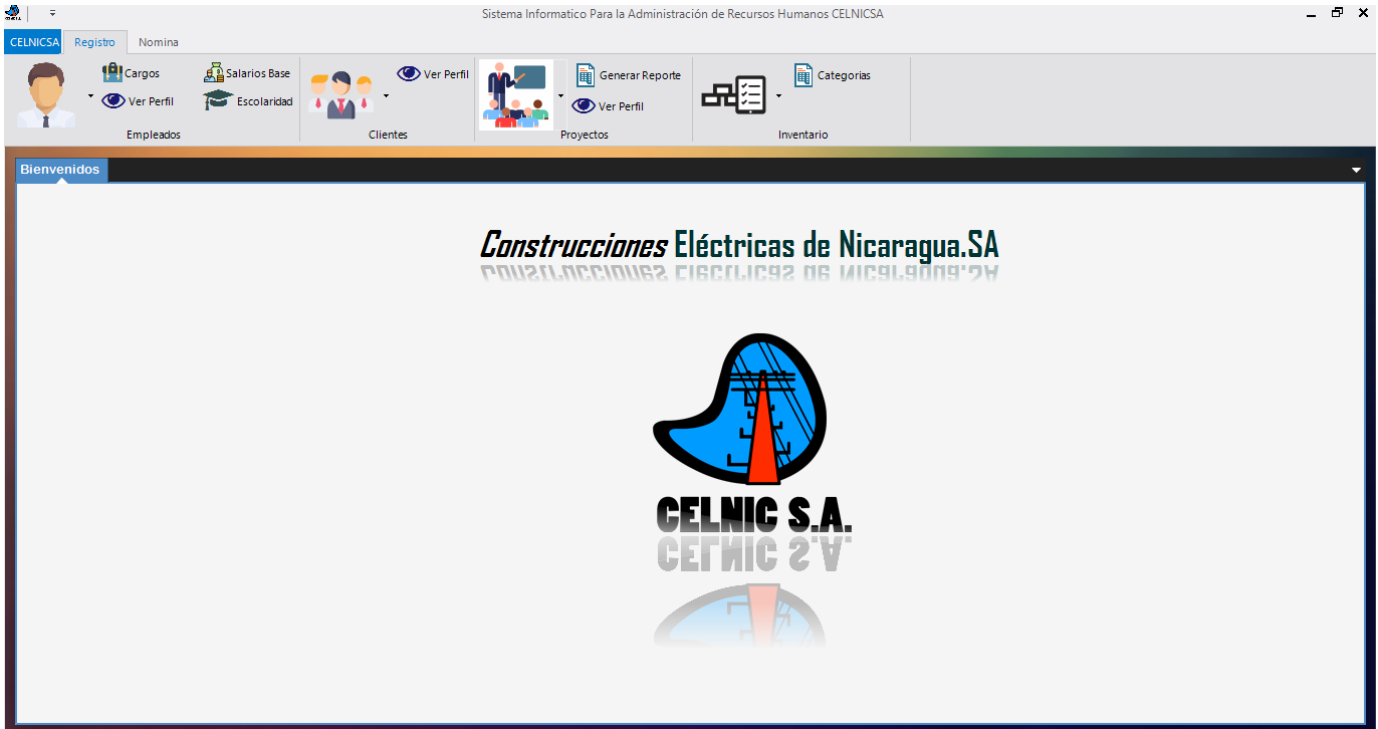 Sistema Informatico Para la Administración de Recursos Humanos CELNICSA
CELNICSA Registro Nomina
Cargos Salarios Base Ver Perfil Generar Reporte Categorias
Ver Perfil Escolaridad Ver Perfil
Empleados Clientes Proyectos Inventario
Bienvenidos
Construcciones Eléctricas de Nicaragua.SA
CELNIC S.A.